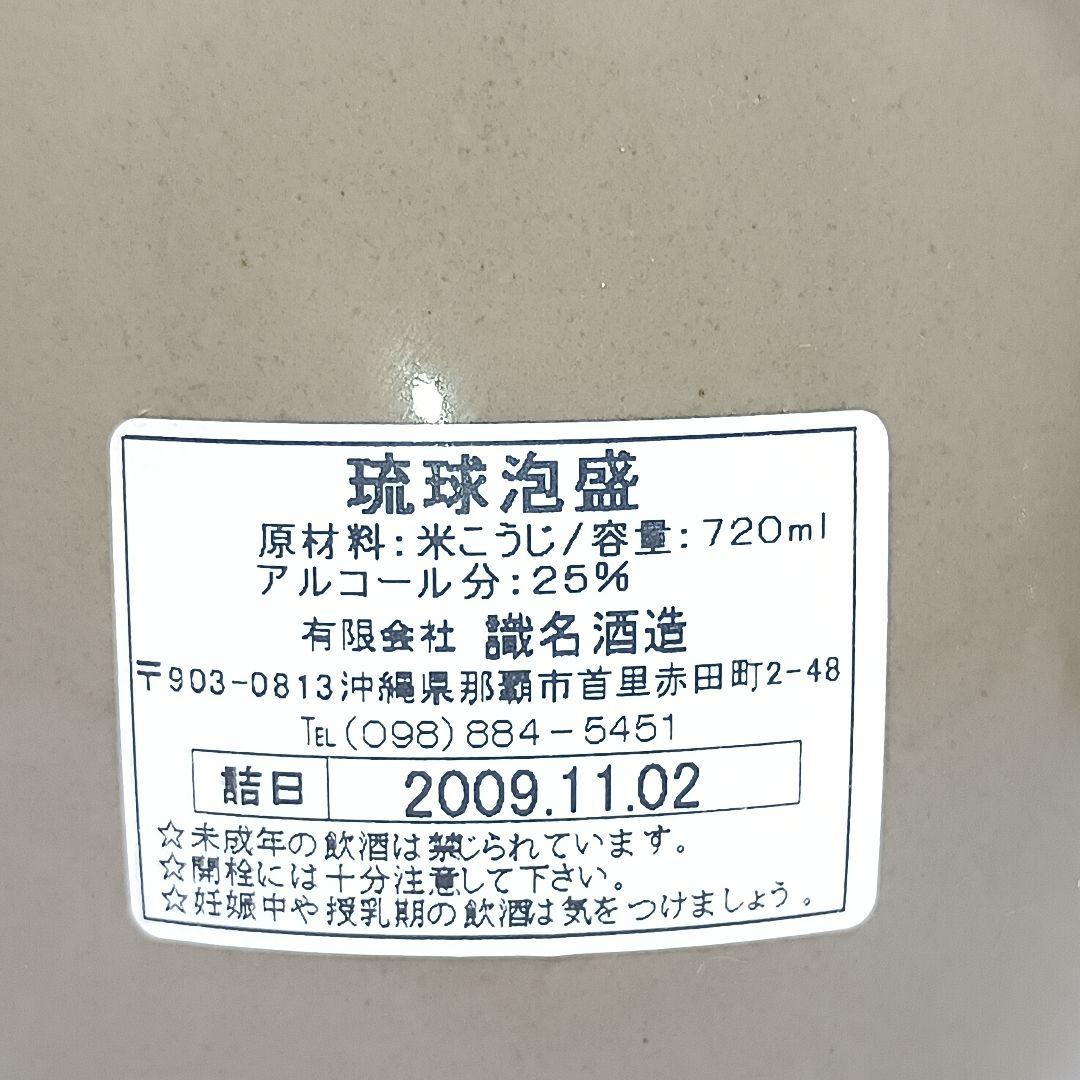 琉球泡盛
原材料:米こうじ/容量:720ml
アルコール分:25%
有限会社 識名酒造
〒903-0813沖縄県那覇市首里赤田町2-48
TEL(098)884-5451
詰日 2009.11.02
☆未成年の飲酒は禁じられています。
☆開栓には十分注意して下さい。
☆妊娠中や授乳期の飲酒は気をつけましょう。